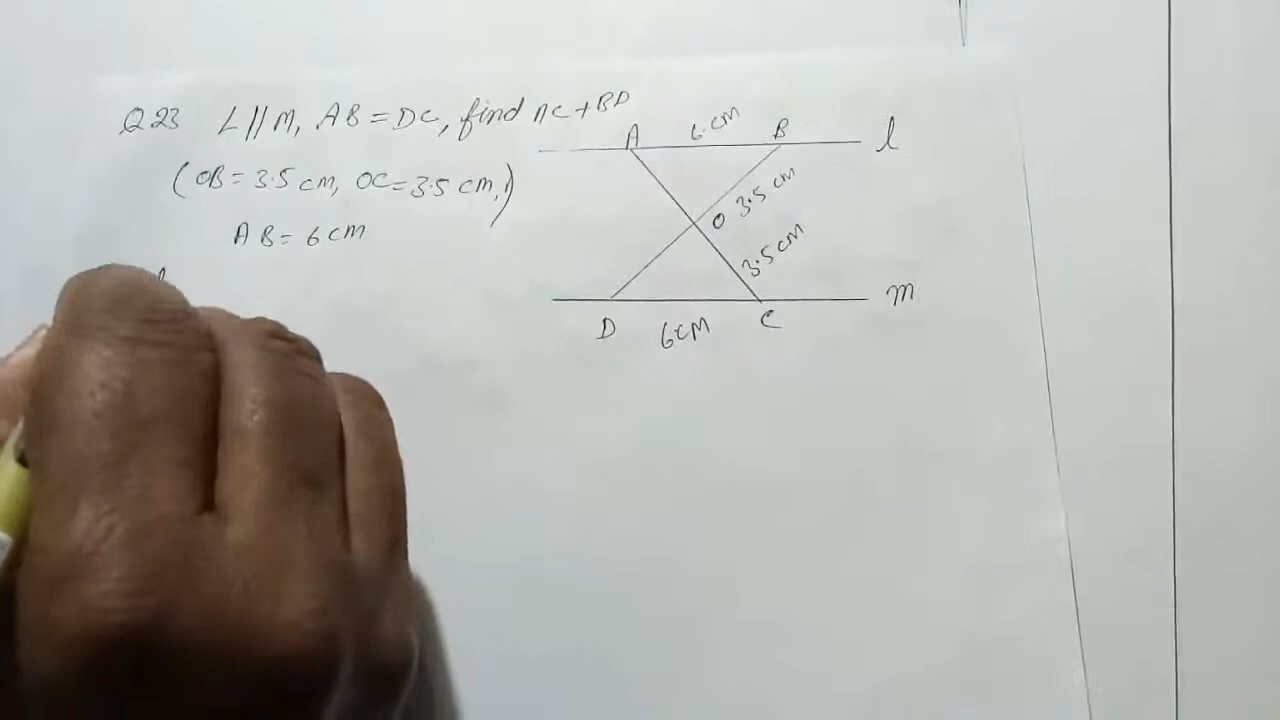 Q 23 L//M, AB = DC, find AC + BD
(OB = 3.5 cm, OC = 3.5 cm,)
AB = 6 cm
A 6 cm B l
O 3.5 cm
3.5 cm
D 6 cm C m